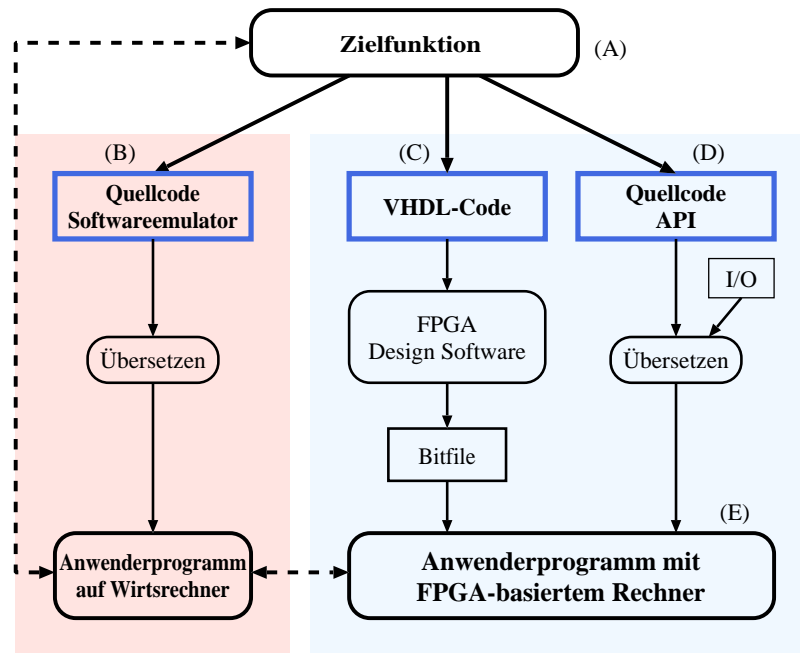 Zielfunktion
(A)
(B)
(C)
(D)
Quellcode
Softwareemulator
VHDL-Code
Quellcode
API
I/O
FPGA
Design Software
Übersetzen
Übersetzen
Bitfile
(E)
Anwenderprogramm
auf Wirtsrechner
Anwenderprogramm mit
FPGA-basiertem Rechner